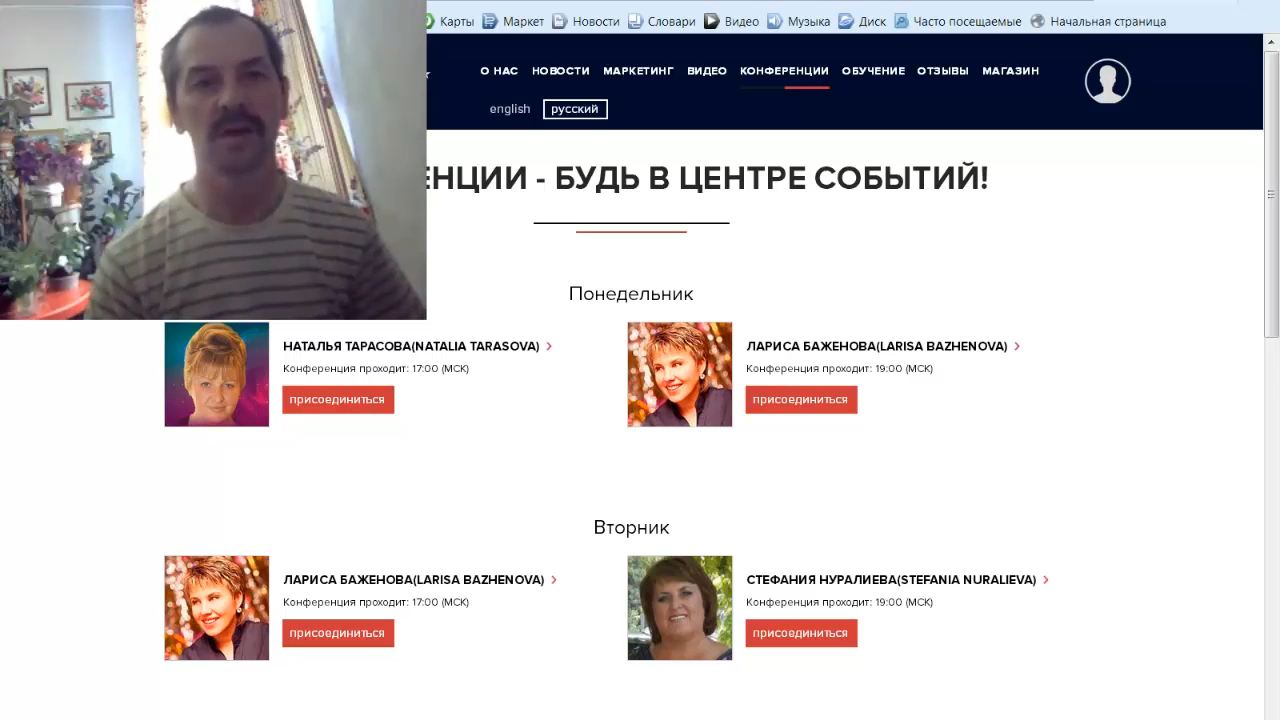 Карты Маркет Новости Словари Видео Музыка Диск Часто посещаемые Начальная страница
О НАС НОВОСТИ МАРКЕТИНГ ВИДЕО КОНФЕРЕНЦИИ ОБУЧЕНИЕ ОТЗЫВЫ МАГАЗИН
english русский
ЕНЦИИ - БУДЬ В ЦЕНТРЕ СОБЫТИЙ!
Понедельник
НАТАЛЬЯ ТАРАСОВА(NATALIA TARASOVA)
Конференция проходит: 17:00 (МСК)
присоединиться
ЛАРИСА БАЖЕНОВА(LARISA BAZHENOVA)
Конференция проходит: 19:00 (МСК)
присоединиться
Вторник
ЛАРИСА БАЖЕНОВА(LARISA BAZHENOVA)
Конференция проходит: 17:00 (МСК)
присоединиться
СТЕФАНИЯ НУРАЛИЕВА(STEFANIA NURALIEVA)
Конференция проходит: 19:00 (МСК)
присоединиться